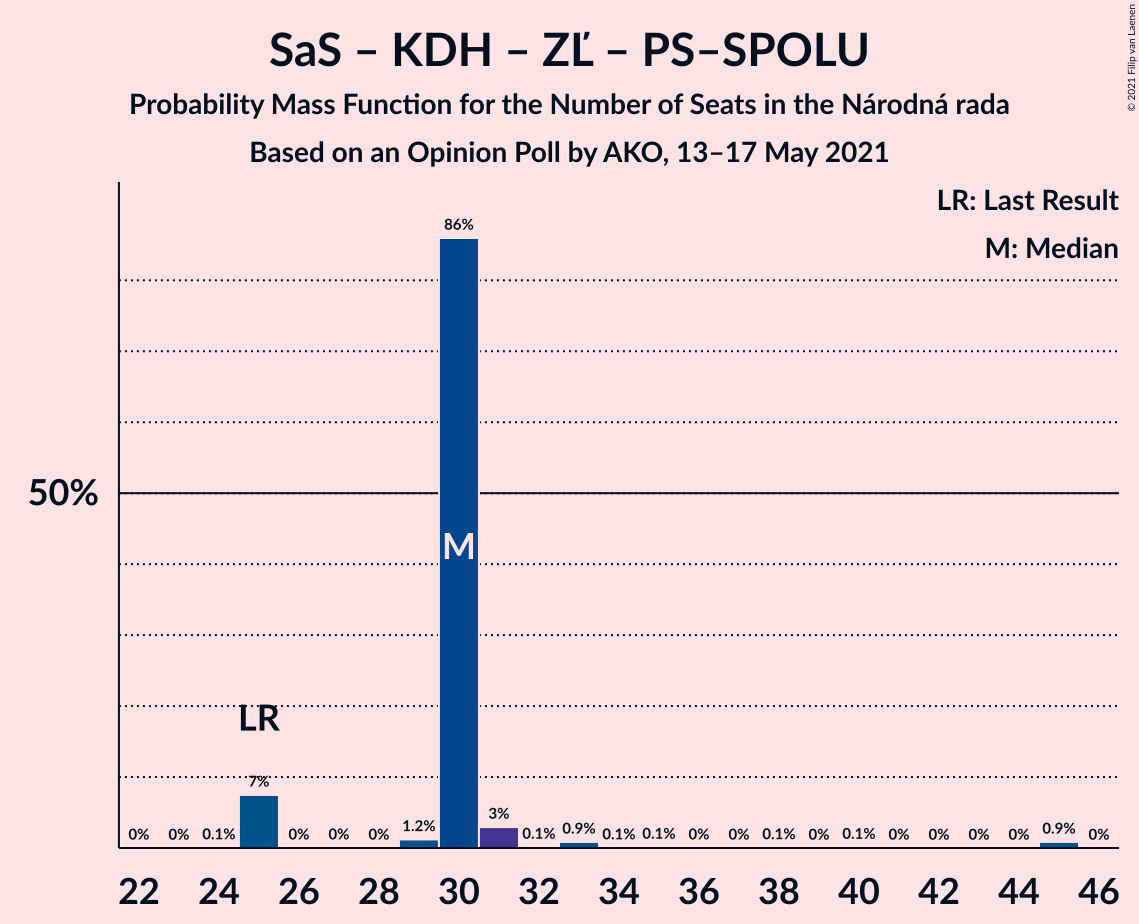 SaS – KDH – ZĽ – PS–SPOLU
Probability Mass Function for the Number of Seats in the Národná rada
Based on an Opinion Poll by AKO, 13–17 May 2021
© 2021 Filip van Laenen
LR: Last Result
M: Median
50%
M
LR
0% 0% 0.1% 7% 0% 0% 0% 1.2% 86% 3% 0.1% 0.9% 0.1% 0.1% 0% 0% 0.1% 0% 0.1% 0% 0% 0% 0% 0.9% 0%
22 24 26 28 30 32 34 36 38 40 42 44 46